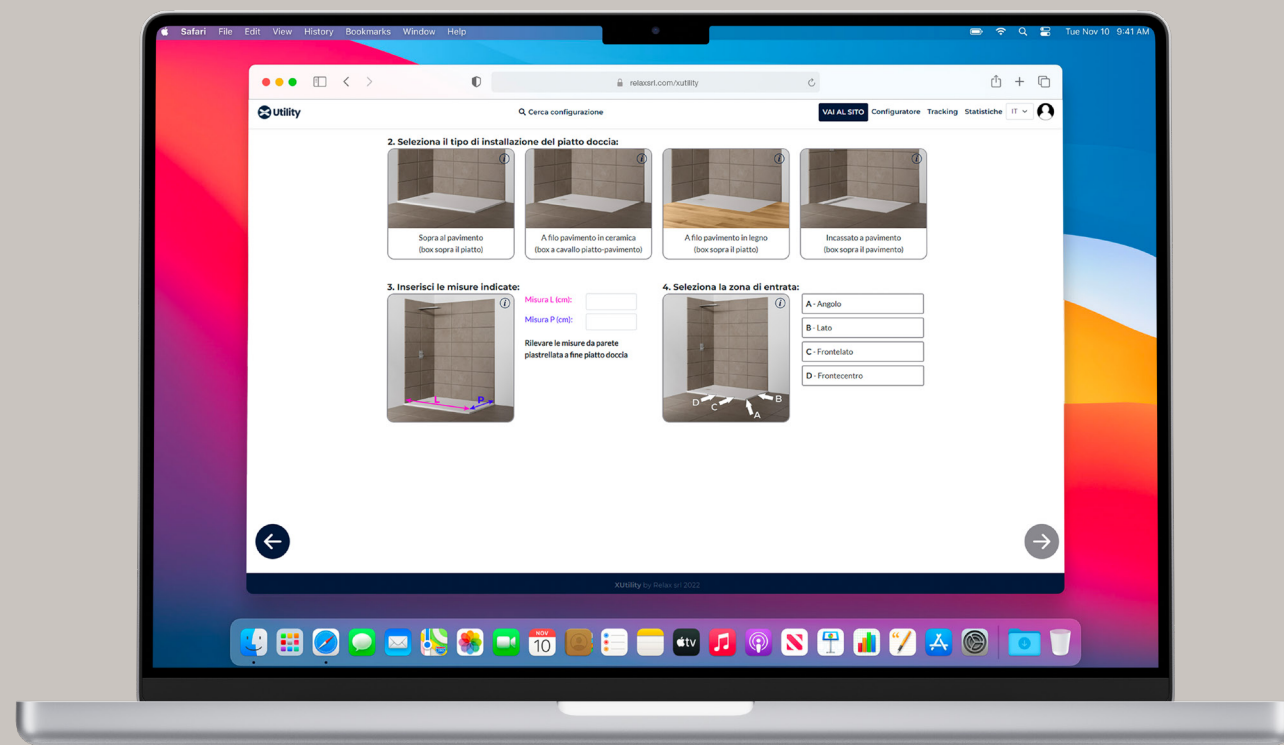 Safari File Edit View History Bookmarks Window Help Tue Nov 10 9:41 AM
relaxsrl.com/xutility
XUtility
Cerca configurazione
VAI AL SITO Configuratore Tracking Statistiche IT
2. Seleziona il tipo di installazione del piatto doccia:
i i i i
Sopra al pavimento
(box sopra il piatto)
A filo pavimento in ceramica
(box a cavallo piatto-pavimento)
A filo pavimento in legno
(box sopra il piatto)
Incassato a pavimento
(box sopra il pavimento)
3. Inserisci le misure indicate:
i
L P
Misura L (cm):
Misura P (cm):
Rilevare le misure da parete
piastrellata a fine piatto doccia
4. Seleziona la zona di entrata:
i
D C A B
A - Angolo
B - Lato
C - Frontelato
D - Frontecentro
XUtility by Relax srl 2022
NOV
10
tv